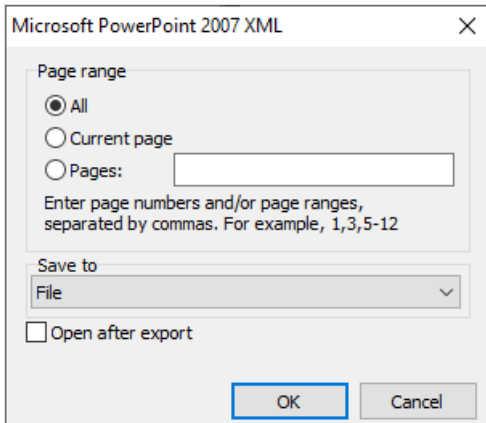 Microsoft PowerPoint 2007 XML
Page range
All
Current page
Pages:
Enter page numbers and/or page ranges,
separated by commas. For example, 1,3,5-12
Save to
File
Open after export
OK Cancel